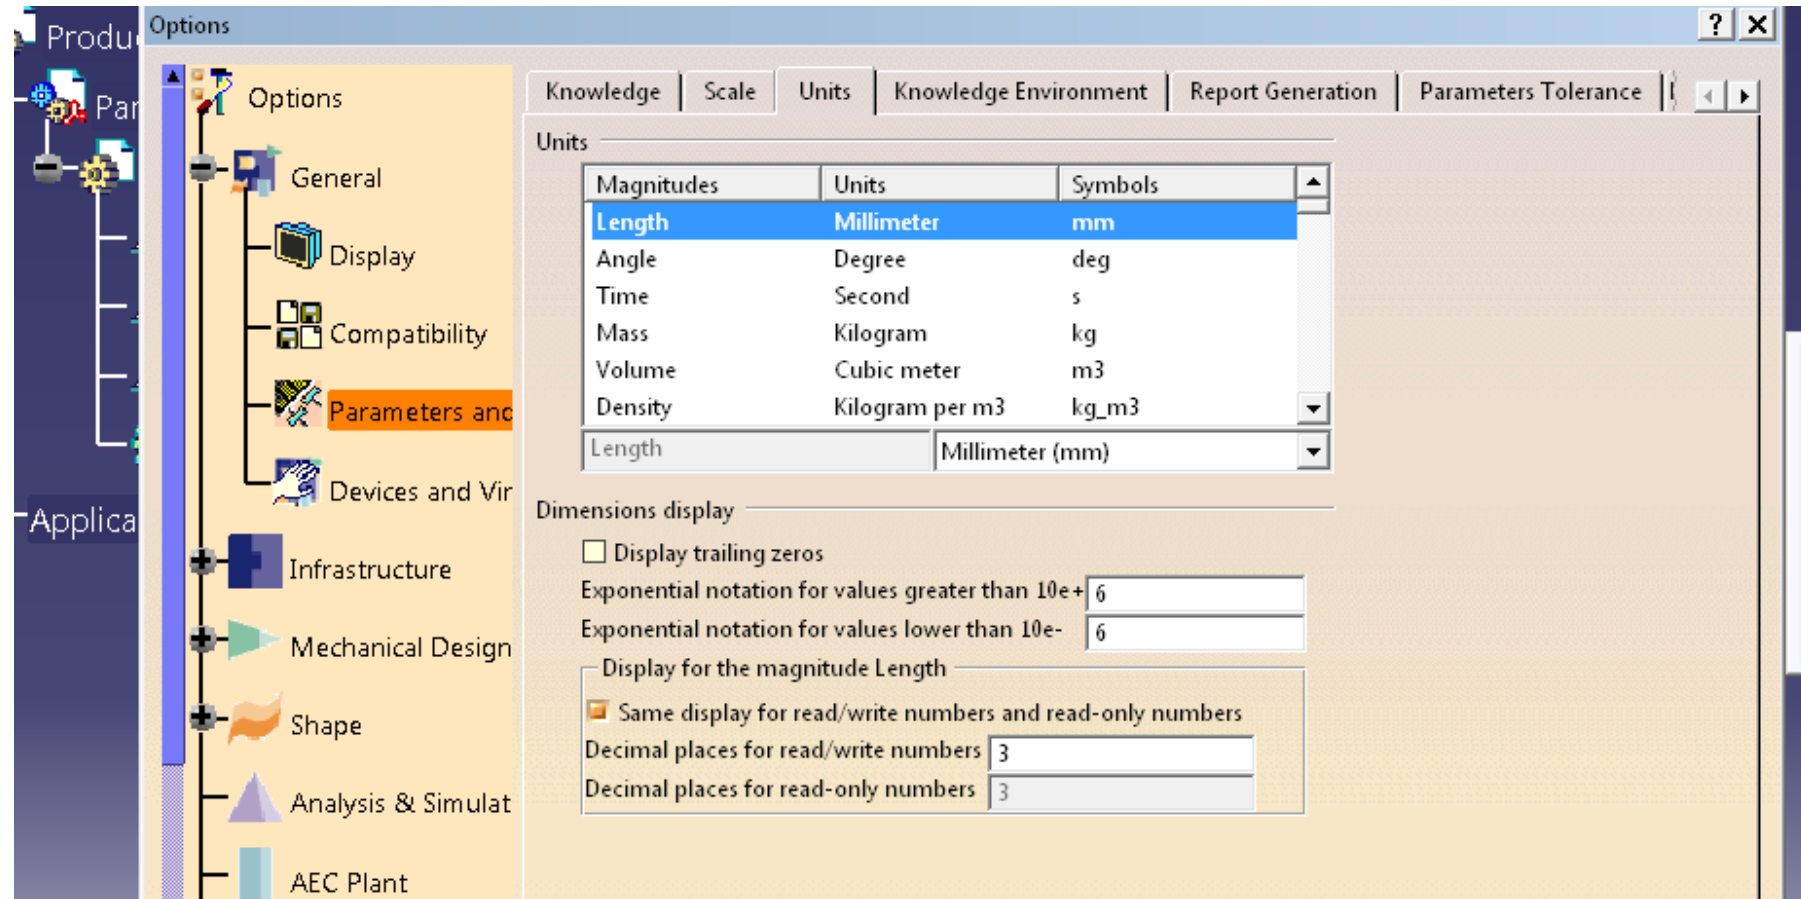 Options
Produ
Par
Applica
Options
General
Display
Compatibility
Parameters and
Devices and Vir
Infrastructure
Mechanical Design
Shape
Analysis & Simulat
AEC Plant
Knowledge Scale Units Knowledge Environment Report Generation Parameters Tolerance
Units
Magnitudes Units Symbols
Length Millimeter mm
Angle Degree deg
Time Second s
Mass Kilogram kg
Volume Cubic meter m3
Density Kilogram per m3 kg_m3
Length Millimeter (mm)
Dimensions display
Display trailing zeros
Exponential notation for values greater than 10e+ 6
Exponential notation for values lower than 10e- 6
Display for the magnitude Length
Same display for read/write numbers and read-only numbers
Decimal places for read/write numbers 3
Decimal places for read-only numbers 3